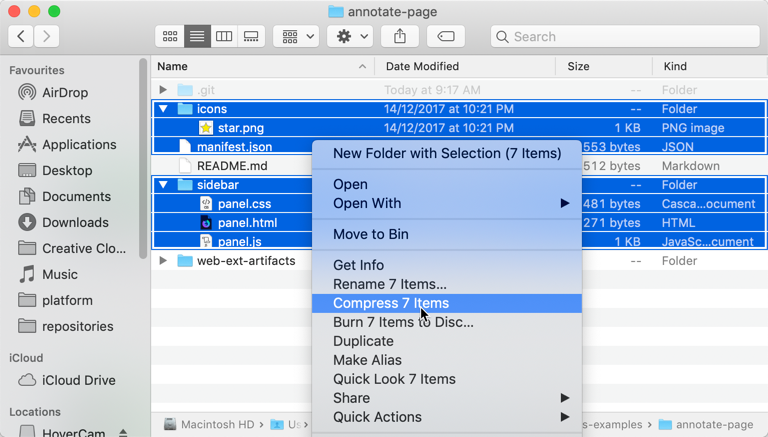 annotate-page
Search
Favourites
AirDrop
Recents
Applications
Desktop
Documents
Downloads
Creative Clo...
Music
platform
repositories
iCloud
iCloud Drive
Locations
HoverCam
Name Date Modified Size Kind
.git Today at 9:17 AM -- Folder
icons 14/12/2017 at 10:21 PM -- Folder
star.png 14/12/2017 at 10:21 PM 1 KB PNG image
manifest.json 553 bytes JSON
README.md 512 bytes Markdown
sidebar -- Folder
panel.css 481 bytes Casca...ocument
panel.html 271 bytes HTML
panel.js 1 KB JavaSc...cument
web-ext-artifacts -- Folder
New Folder with Selection (7 Items)
Open
Open With
Move to Bin
Get Info
Rename 7 Items...
Compress 7 Items
Burn 7 Items to Disc...
Duplicate
Make Alias
Quick Look 7 Items
Share
Quick Actions
Macintosh HD › Us › s-examples › annotate-page